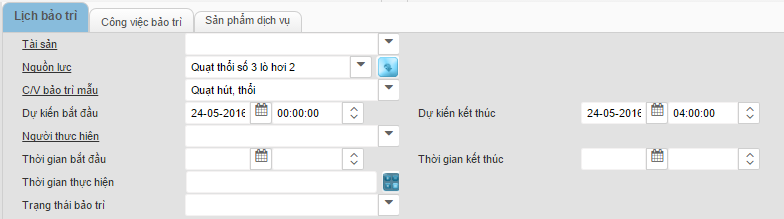 Lịch bảo trì
Công việc bảo trì
Sản phẩm dịch vụ
Tài sản
Nguồn lực Quạt thổi số 3 lò hơi 2
C/V bảo trì mẫu Quạt hút, thổi
Dự kiến bắt đầu 24-05-2016 00:00:00 Dự kiến kết thúc 24-05-2016 04:00:00
Người thực hiện
Thời gian bắt đầu Thời gian kết thúc
Thời gian thực hiện
Trạng thái bảo trì